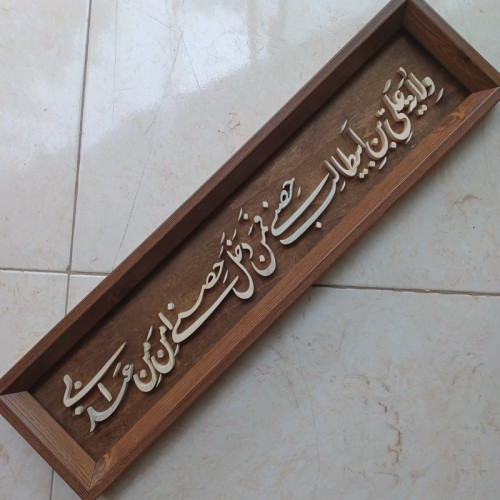 ولایة علی بن ابیطالب حصنی فمن دخل حصنی امن من عذابی